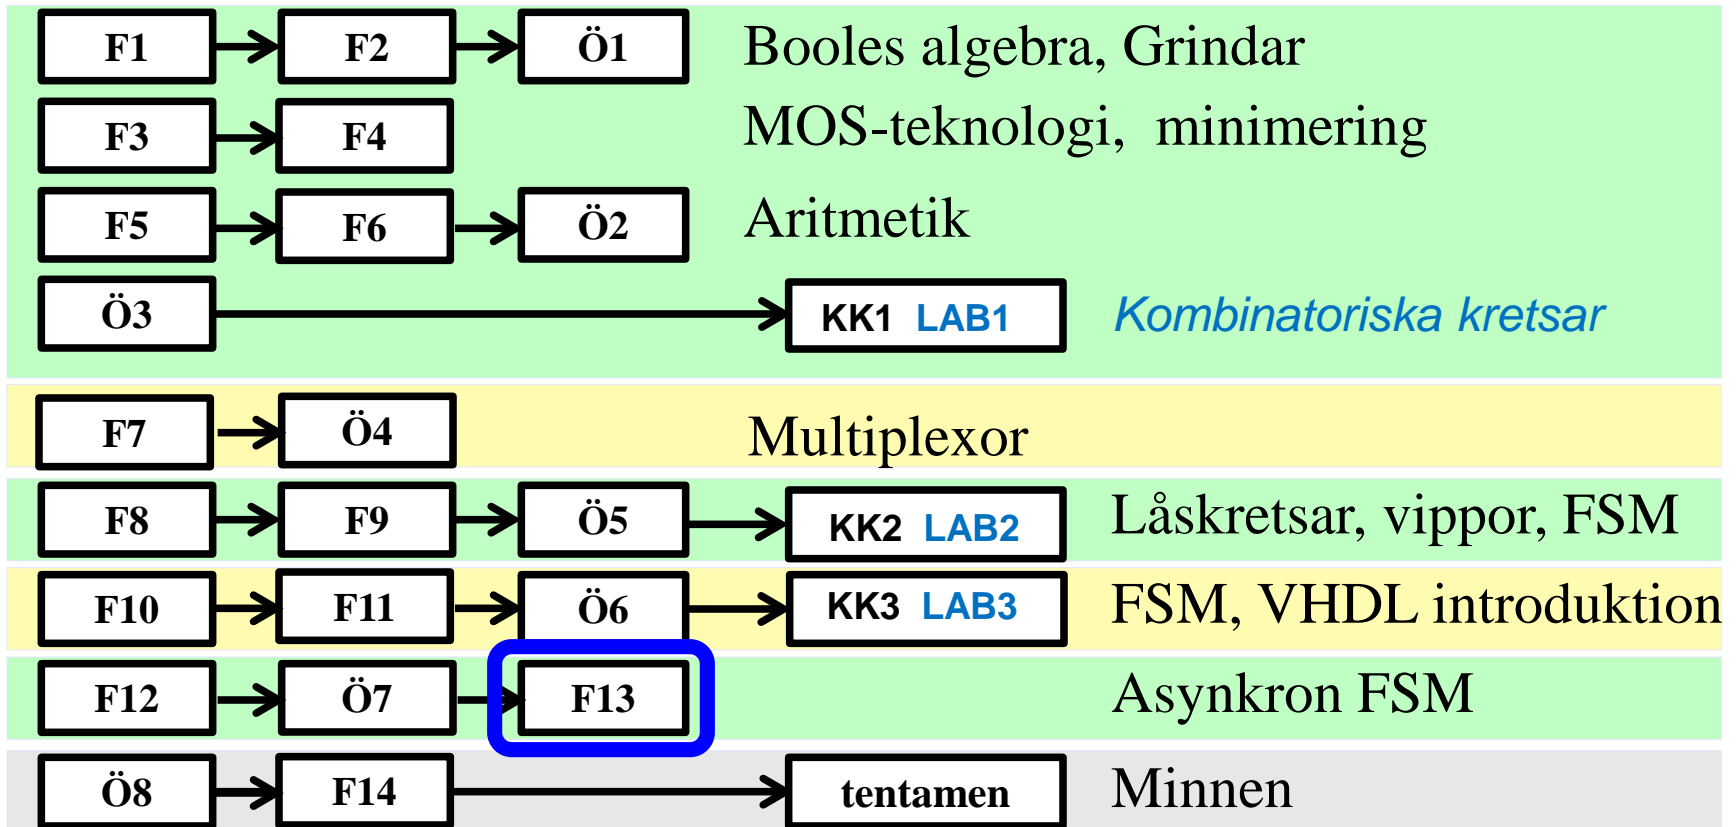 F1 F2 Ö1 Booles algebra, Grindar
F3 F4 MOS-teknologi, minimering
F5 F6 Ö2 Aritmetik
Ö3 KK1 LAB1 Kombinatoriska kretsar
F7 Ö4 Multiplexor
F8 F9 Ö5 KK2 LAB2 Låskretsar, vippor, FSM
F10 F11 Ö6 KK3 LAB3 FSM, VHDL introduktion
F12 Ö7 F13 Asynkron FSM
Ö8 F14 tentamen Minnen